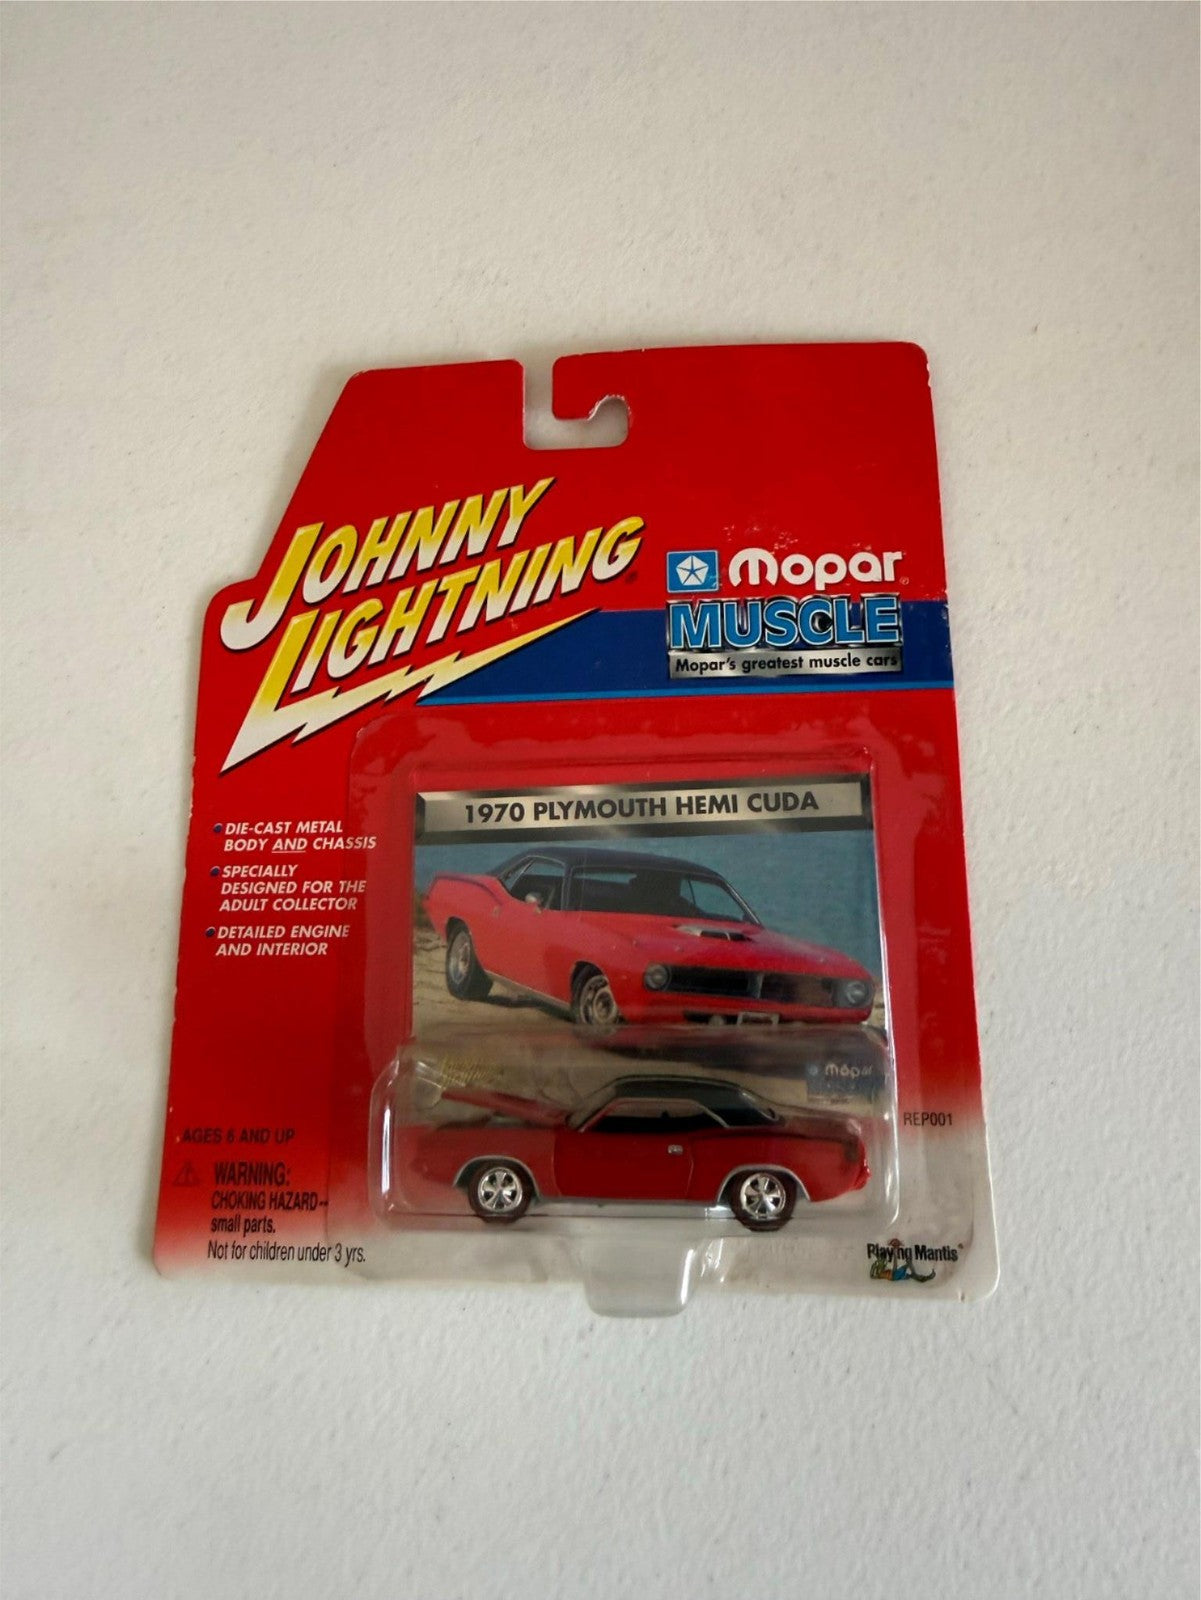 JOHNNY
LIGHTNING
Mopar
MUSCLE
Mopar's greatest muscle cars
1970 PLYMOUTH HEMI CUDA
DIE-CAST METAL
BODY AND CHASSIS
SPECIALLY
DESIGNED FOR THE
ADULT COLLECTOR
DETAILED ENGINE
AND INTERIOR
Mopar
REP001
AGES 6 AND UP
WARNING:
CHOKING HAZARD--
small parts.
Not for children under 3 yrs.
Playing Mantis